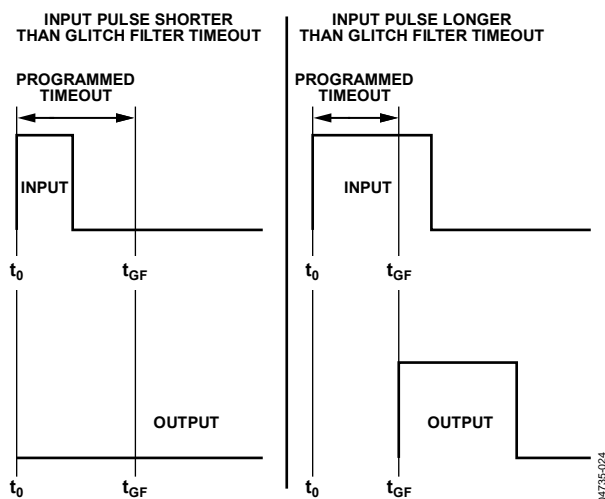 INPUT PULSE SHORTER
THAN GLITCH FILTER TIMEOUT
INPUT PULSE LONGER
THAN GLITCH FILTER TIMEOUT
PROGRAMMED
TIMEOUT
PROGRAMMED
TIMEOUT
INPUT
INPUT
t0
tGF
t0
tGF
OUTPUT
OUTPUT
t0
tGF
t0
tGF
04735-024